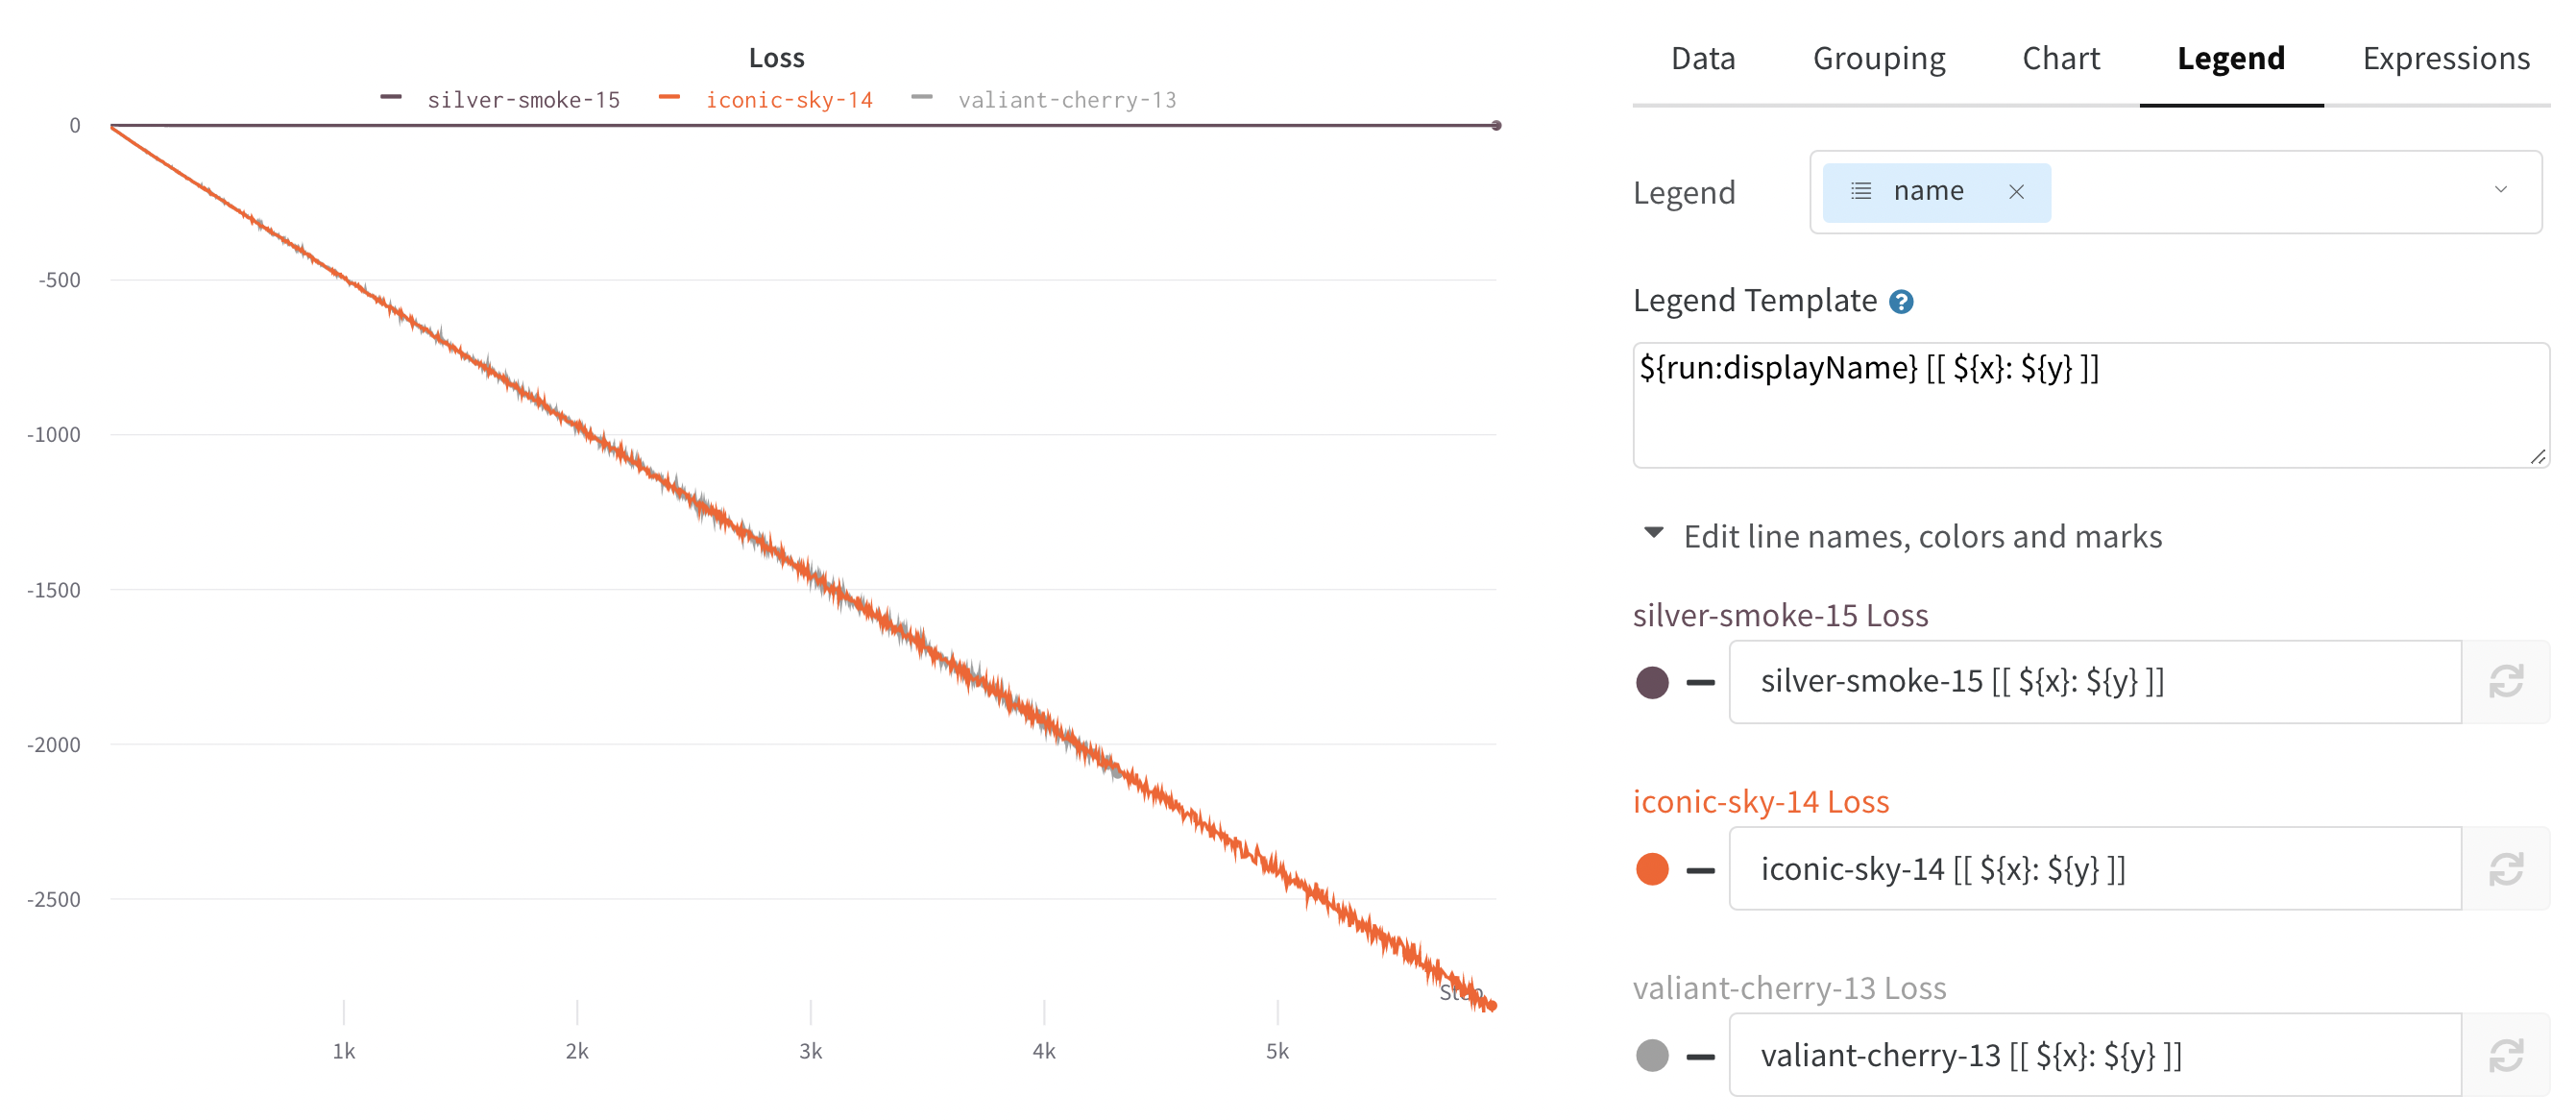 Loss
silver-smoke-15 iconic-sky-14 valiant-cherry-13
0
-500
-1000
-1500
-2000
-2500
1k 2k 3k 4k 5k
Step
Data Grouping Chart Legend Expressions
Legend name
Legend Template ?
${run:displayName} [[ ${x}: ${y} ]]
Edit line names, colors and marks
silver-smoke-15 Loss
silver-smoke-15 [[ ${x}: ${y} ]]
iconic-sky-14 Loss
iconic-sky-14 [[ ${x}: ${y} ]]
valiant-cherry-13 Loss
valiant-cherry-13 [[ ${x}: ${y} ]]